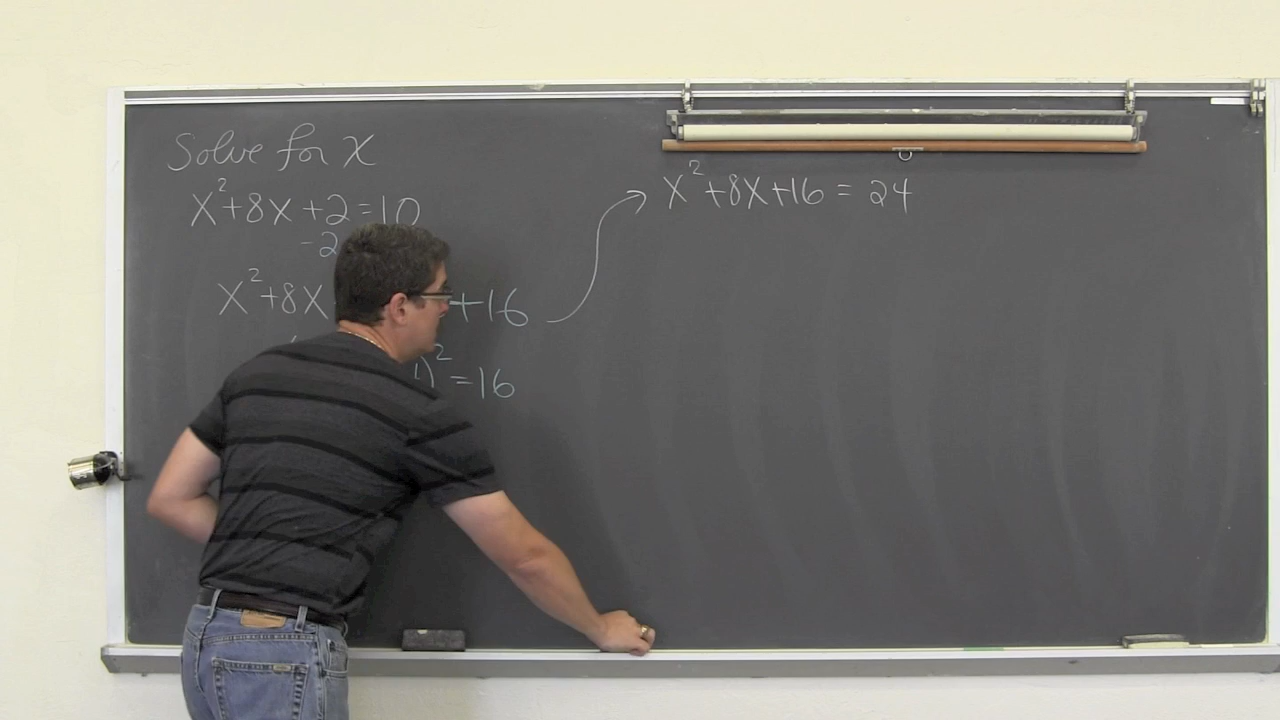 Solve for x
x²+8x+2=10
-2
x²+8x +16
)² =16
x²+8x+16 = 24